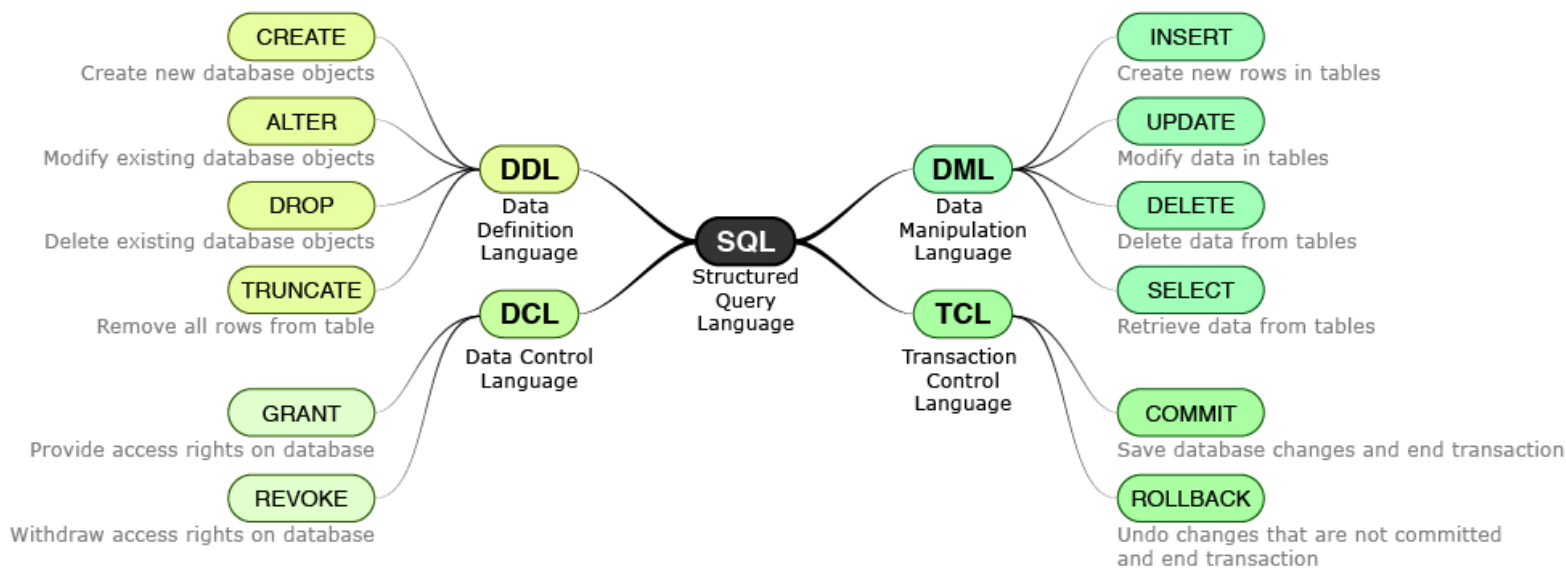 CREATE
Create new database objects
ALTER
Modify existing database objects
DROP
Delete existing database objects
TRUNCATE
Remove all rows from table
DDL
Data
Definition
Language
DCL
Data Control
Language
GRANT
Provide access rights on database
REVOKE
Withdraw access rights on database
SQL
Structured
Query
Language
DML
Data
Manipulation
Language
INSERT
Create new rows in tables
UPDATE
Modify data in tables
DELETE
Delete data from tables
SELECT
Retrieve data from tables
TCL
Transaction
Control
Language
COMMIT
Save database changes and end transaction
ROLLBACK
Undo changes that are not committed
and end transaction